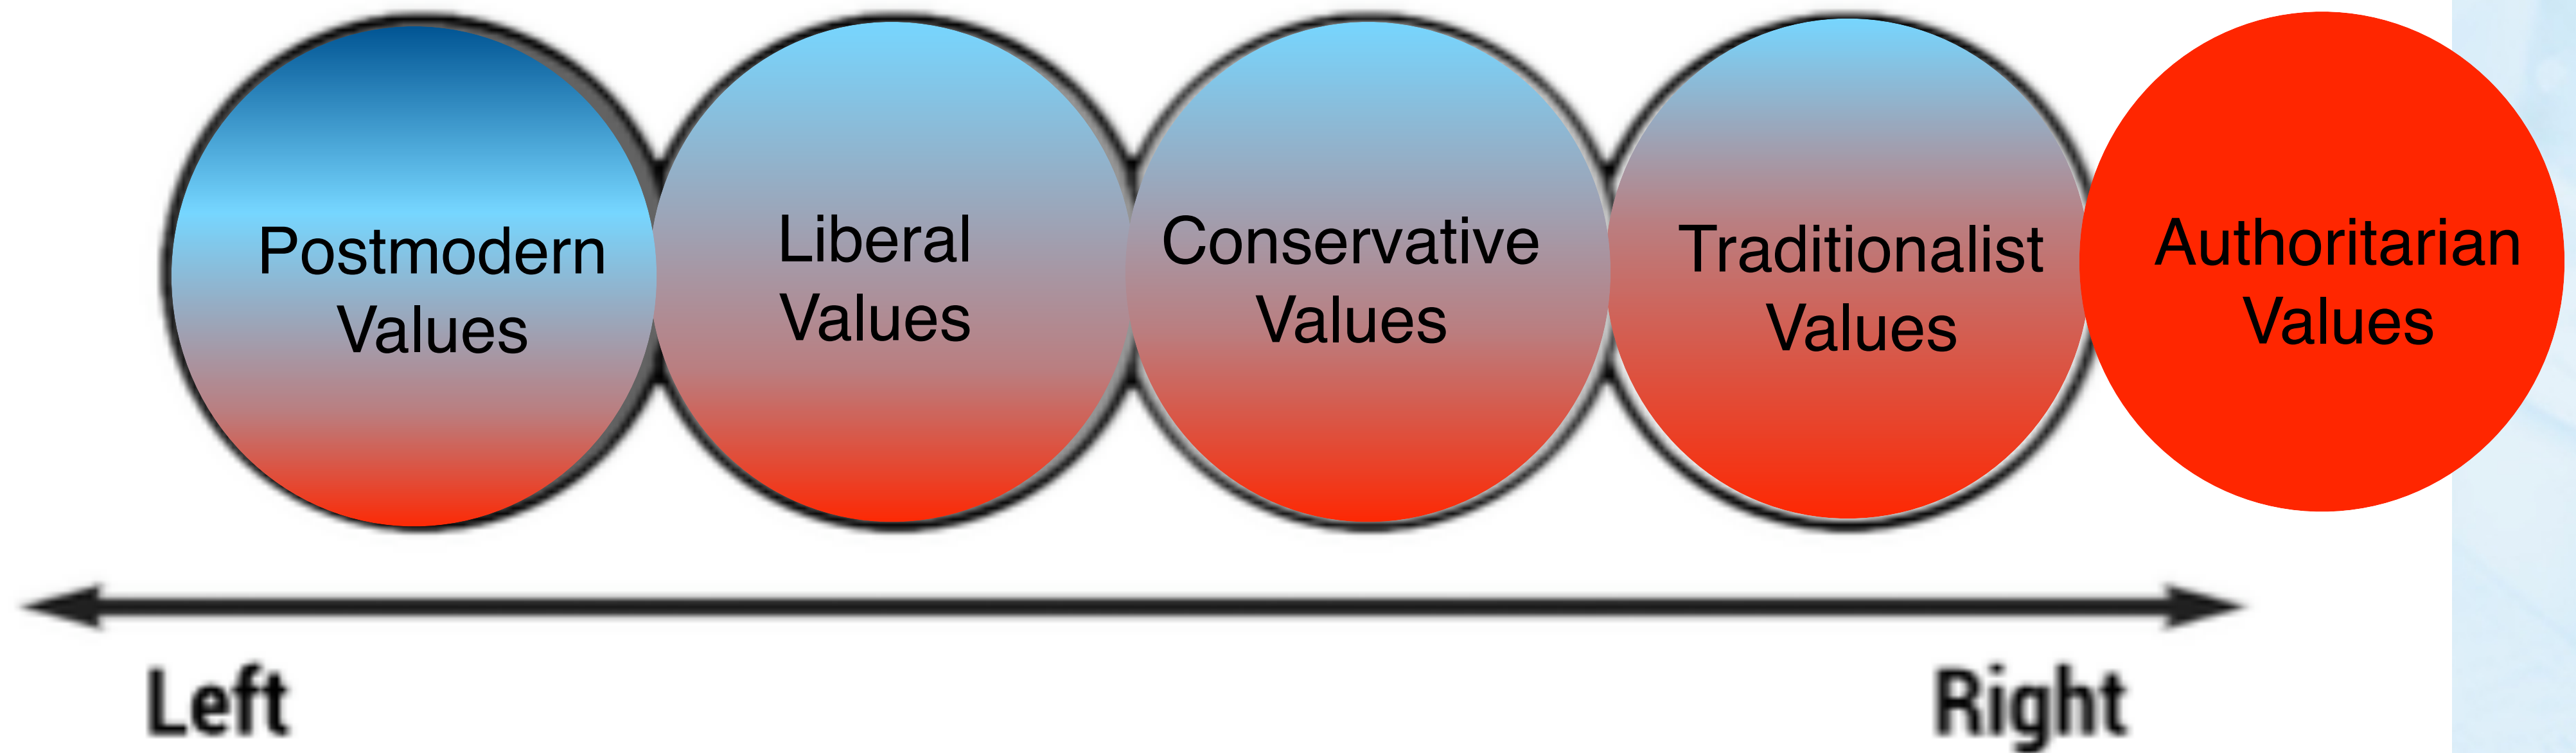 Postmodern
Values
Liberal
Values
Conservative
Values
Traditionalist
Values
Authoritarian
Values
Left
Right